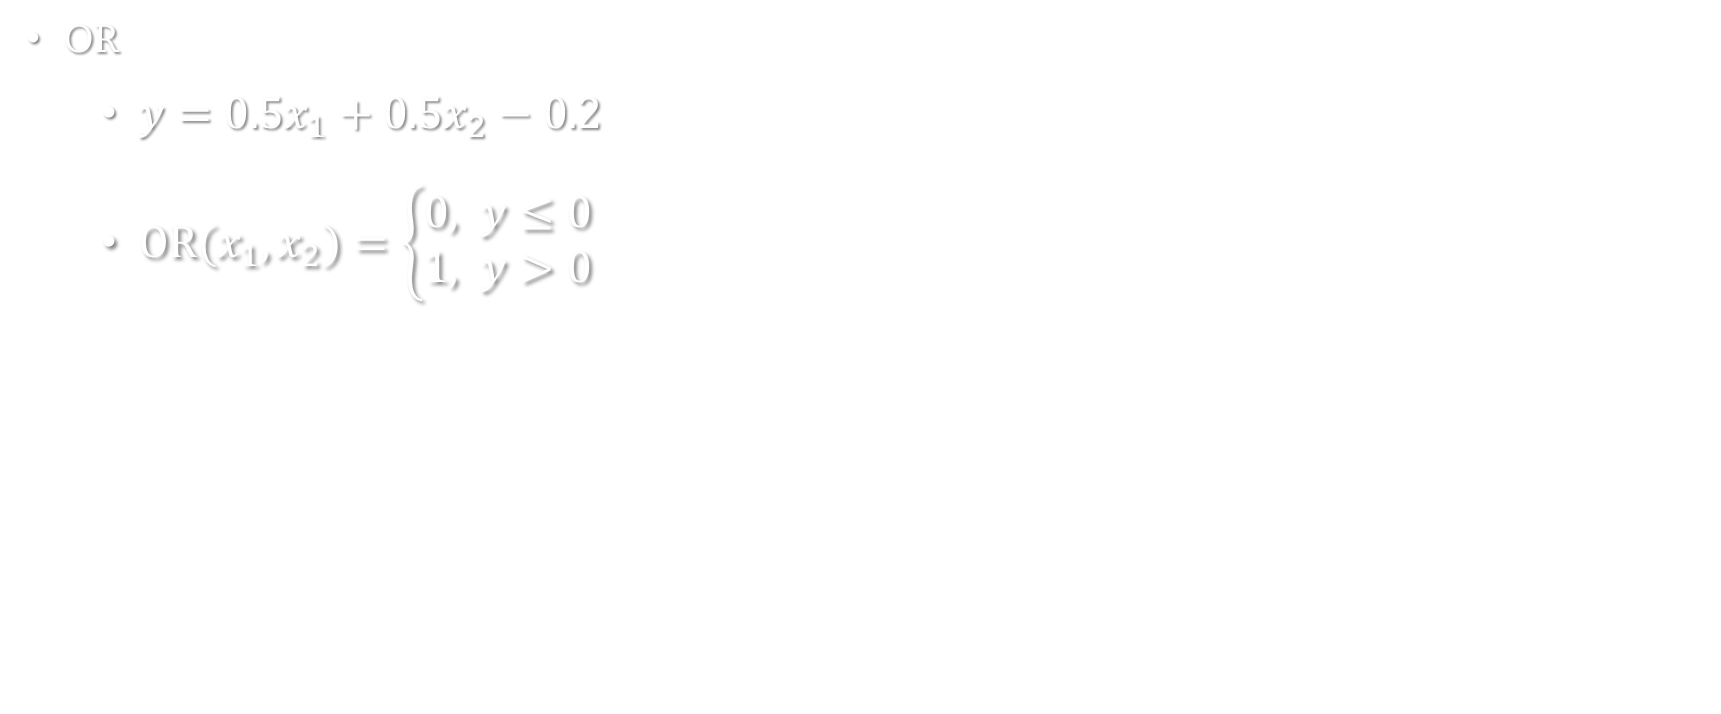 • OR
• y = 0.5x₁ + 0.5x₂ − 0.2
• OR(x₁, x₂) = {0, y ≤ 0
1, y > 0